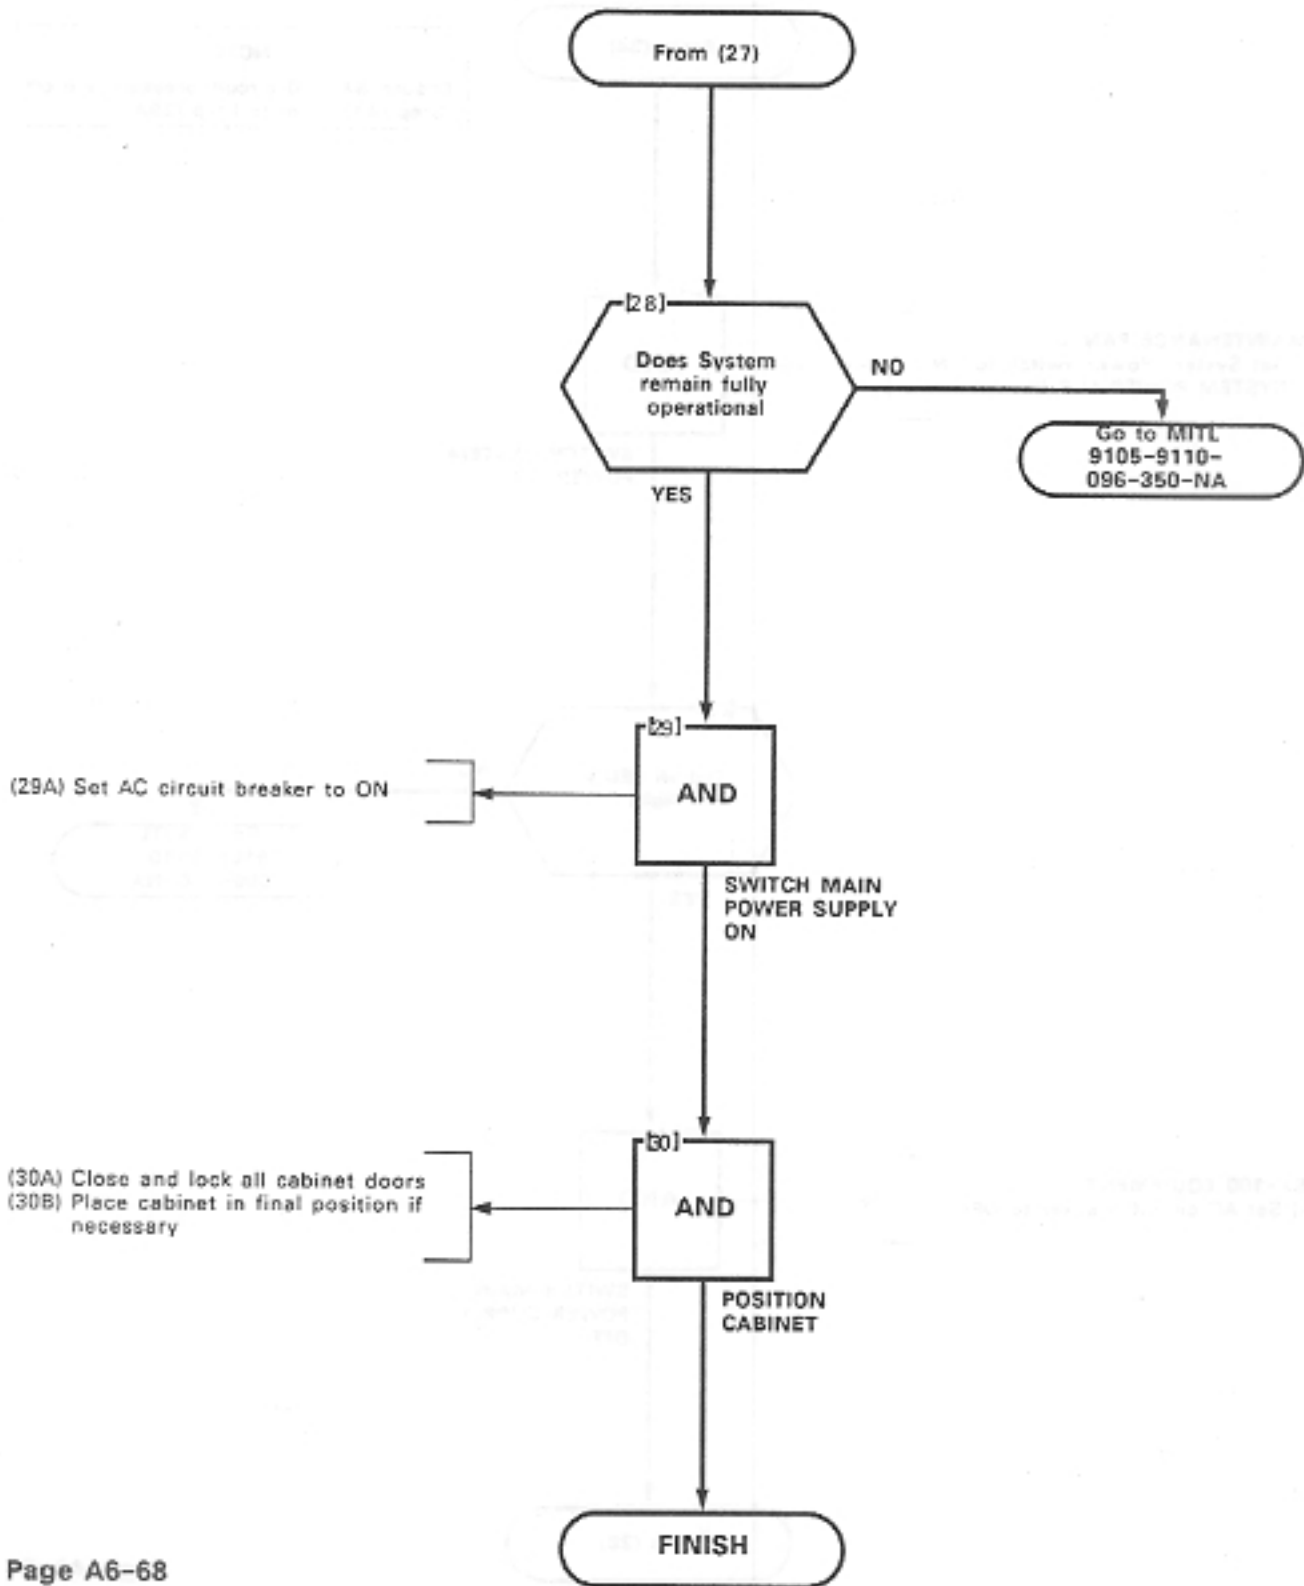 From (27)
[28]
Does System
remain fully
operational
NO
Go to MITL
9105-9110-
096-350-NA
YES
[29]
AND
(29A) Set AC circuit breaker to ON
SWITCH MAIN
POWER SUPPLY
ON
[30]
AND
(30A) Close and lock all cabinet doors
(30B) Place cabinet in final position if
necessary
POSITION
CABINET
FINISH
Page A6-68